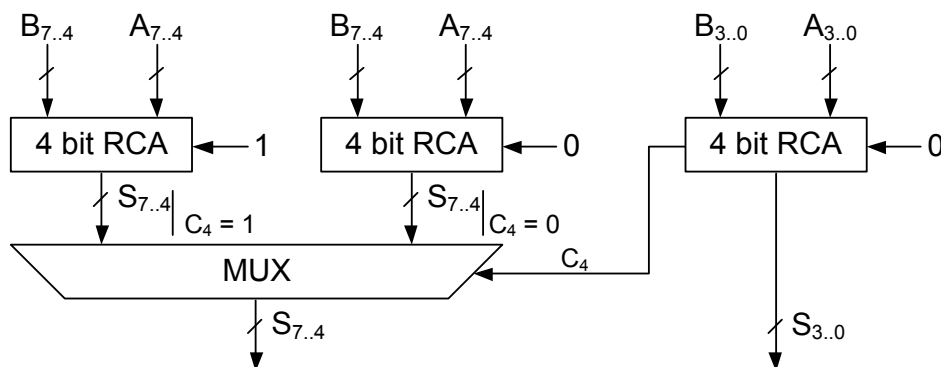 B7..4 A7..4 B7..4 A7..4 B3..0 A3..0
4 bit RCA 1 4 bit RCA 0 4 bit RCA 0
S7..4 | C4 = 1 S7..4 | C4 = 0
MUX C4
S7..4 S3..0